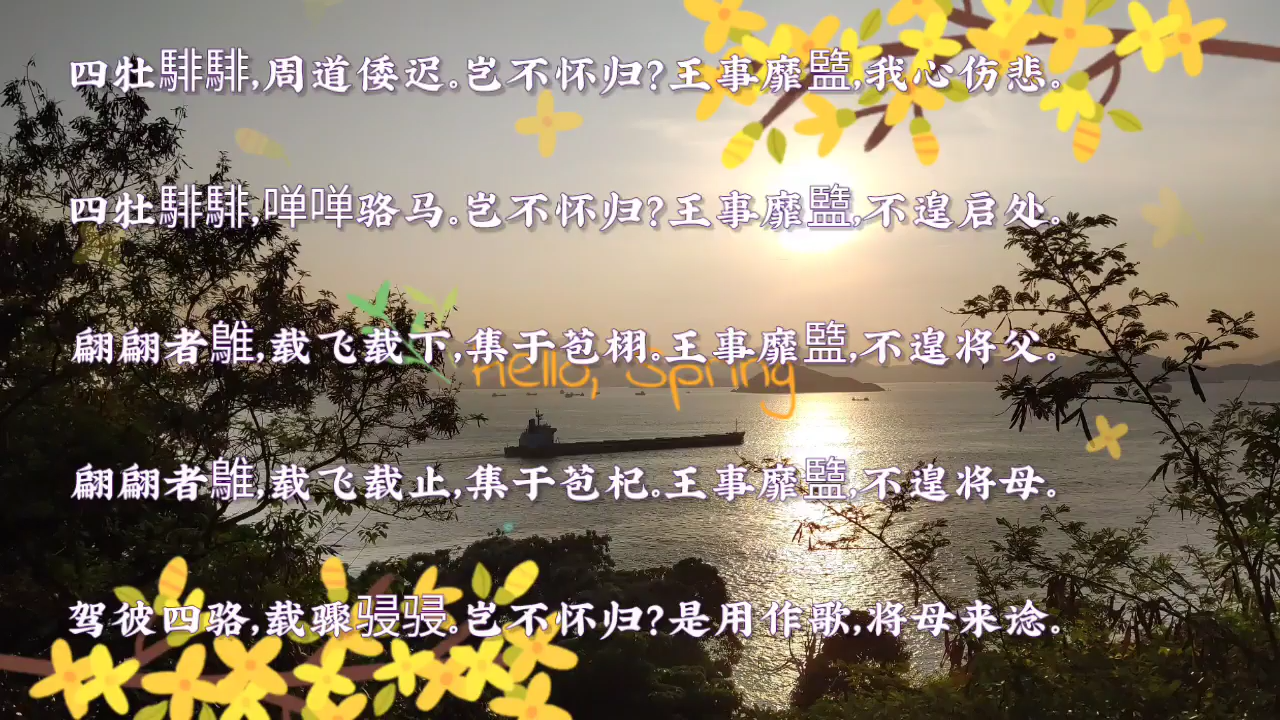 四牡騑騑,周道倭迟。岂不怀归?王事靡盬,我心伤悲。
四牡騑騑,啴啴骆马。岂不怀归?王事靡盬,不遑启处。
翩翩者鵻,载飞载下,集于苞栩。王事靡盬,不遑将父。
hello, Spring
翩翩者鵻,载飞载止,集于苞杞。王事靡盬,不遑将母。
驾彼四骆,载骤骎骎。岂不怀归?是用作歌,将母来谂。